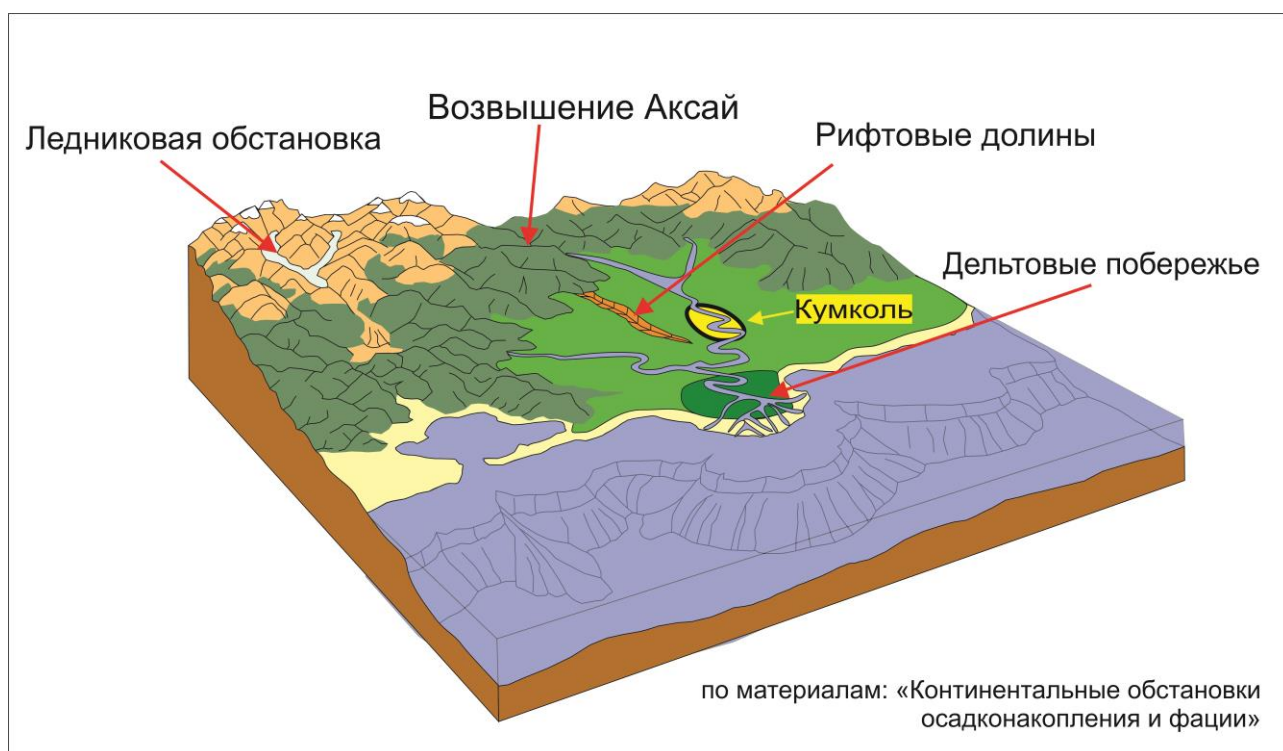 Возвышение Аксай
Ледниковая обстановка
Рифтовые долины
Дельтовые побережье
Кумколь
по материалам: «Континентальные обстановки
осадконакопления и фации»